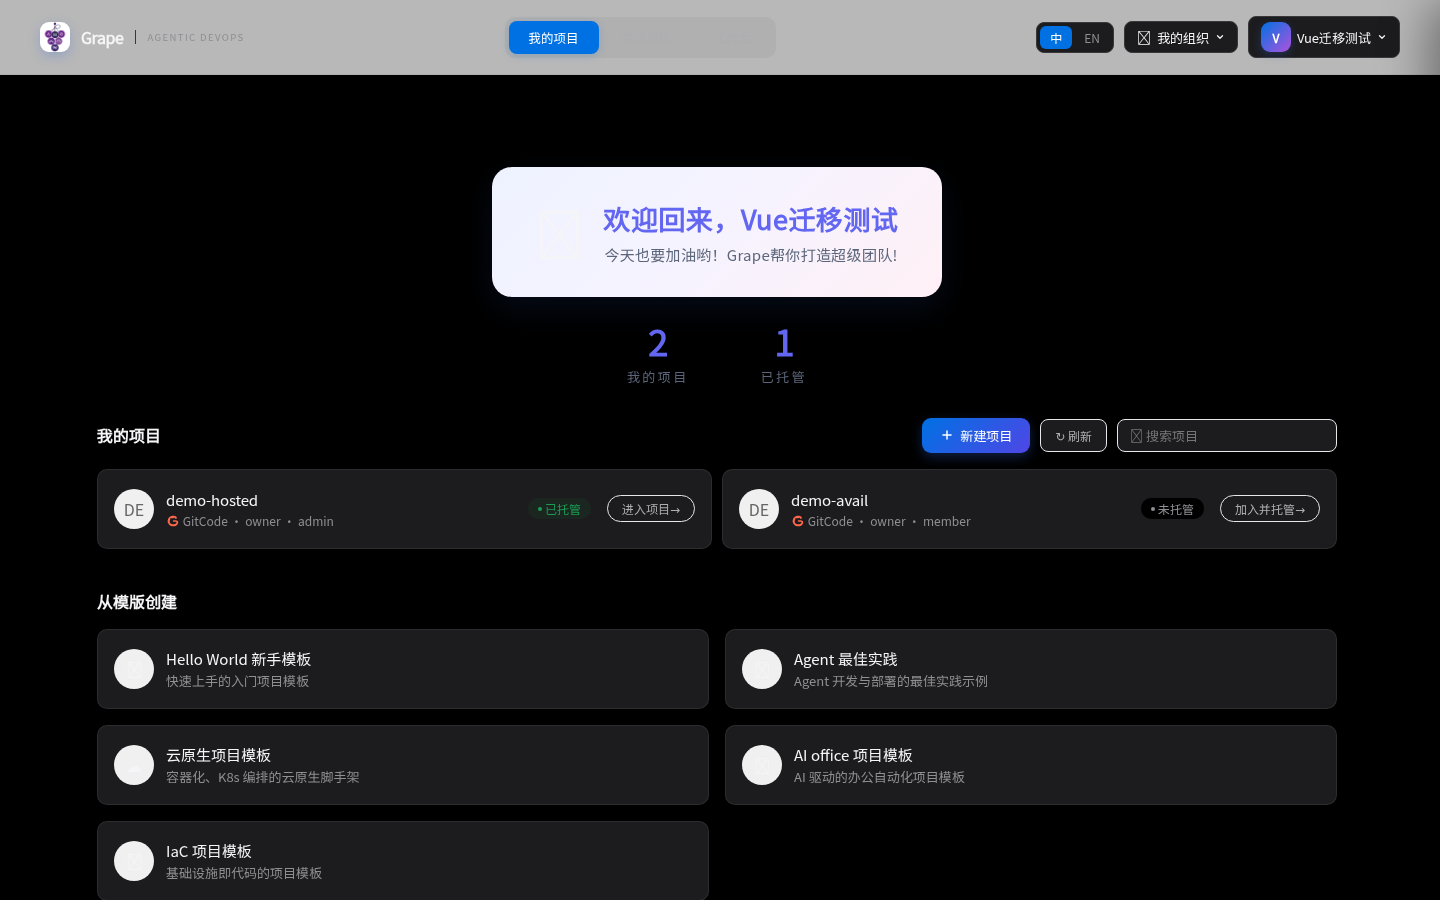 Grape
AGENTIC DEVOPS
我的项目
中
EN
我的组织
V
Vue迁移测试
欢迎回来，Vue迁移测试
今天也要加油哟！Grape帮你打造超级团队!
2
我的项目
1
已托管
我的项目
+ 新建项目
↻ 刷新
搜索项目
DE
demo-hosted
GitCode • owner • admin
已托管
进入项目→
DE
demo-avail
GitCode • owner • member
未托管
加入并托管→
从模版创建
Hello World 新手模板
快速上手的入门项目模板
Agent 最佳实践
Agent 开发与部署的最佳实践示例
云原生项目模板
容器化、K8s 编排的云原生脚手架
AI office 项目模板
AI 驱动的办公自动化项目模板
IaC 项目模板
基础设施即代码的项目模板